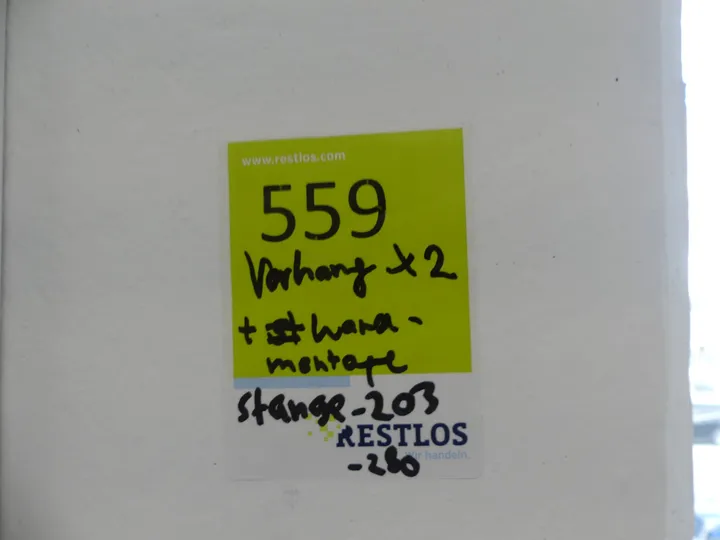 www.restlos.com
559
Vorhang x2
+ Wand-
montage
stange - 203
RESTLOS
Wir handeln.
- 280